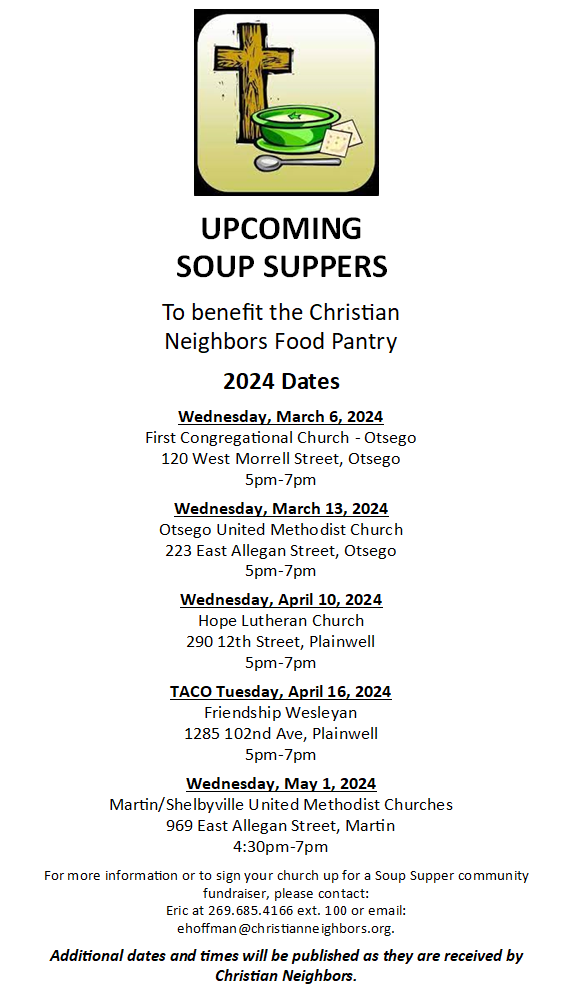 UPCOMING
SOUP SUPPERS
To benefit the Christian
Neighbors Food Pantry
2024 Dates
Wednesday, March 6, 2024
First Congregational Church - Otsego
120 West Morrell Street, Otsego
5pm-7pm
Wednesday, March 13, 2024
Otsego United Methodist Church
223 East Allegan Street, Otsego
5pm-7pm
Wednesday, April 10, 2024
Hope Lutheran Church
290 12th Street, Plainwell
5pm-7pm
TACO Tuesday, April 16, 2024
Friendship Wesleyan
1285 102nd Ave, Plainwell
5pm-7pm
Wednesday, May 1, 2024
Martin/Shelbyville United Methodist Churches
969 East Allegan Street, Martin
4:30pm-7pm
For more information or to sign your church up for a Soup Supper community
fundraiser, please contact:
Eric at 269.685.4166 ext. 100 or email:
ehoffman@christianneighbors.org.
Additional dates and times will be published as they are received by
Christian Neighbors.